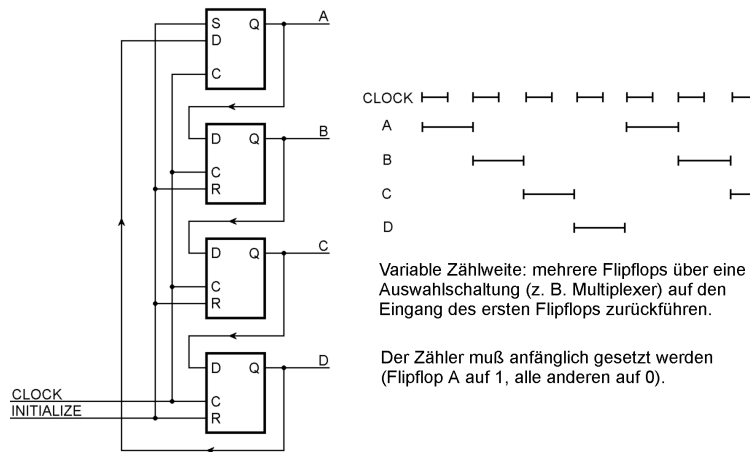 S Q A
D
C
D Q B
C
R
D Q C
C
R
D Q D
CLOCK C
INITIALIZE R
CLOCK
A
B
C
D
Variable Zählweite: mehrere Flipflops über eine
Auswahlschaltung (z. B. Multiplexer) auf den
Eingang des ersten Flipflops zurückführen.
Der Zähler muß anfänglich gesetzt werden
(Flipflop A auf 1, alle anderen auf 0).